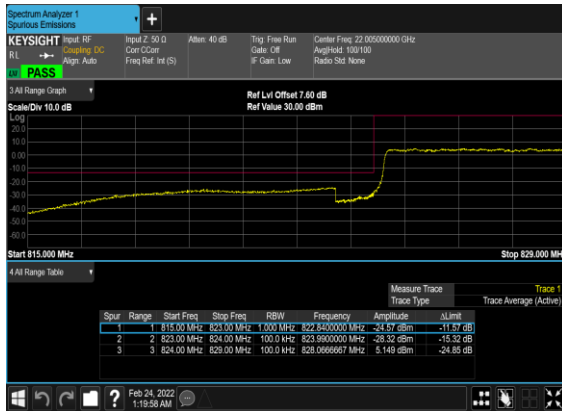 Spectrum Analyzer 1
Spurious Emissions
+
KEYSIGHT Input: RF Input Z: 50 Ω Atten: 40 dB Trig: Free Run Center Freq: 22.005000000 GHz
RL Coupling: DC Corr CCorr Gate: Off Avg|Hold: 100/100
Align: Auto Freq Ref: Int (S) IF Gain: Low Radio Std: None
PASS
3 All Range Graph
Ref Lvl Offset 7.60 dB
Scale/Div 10.0 dB Ref Value 30.00 dBm
Log
20.0
10.0
0.00
-10.0
-20.0
-30.0
-40.0
-50.0
-60.0
Start 815.000 MHz Stop 829.000 MHz
4 All Range Table
Measure Trace Trace 1
Trace Type Trace Average (Active)
Spur Range Start Freq Stop Freq RBW Frequency Amplitude ΔLimit
1 1 815.00 MHz 823.00 MHz 1.000 MHz 822.8400000 MHz -24.57 dBm -11.57 dB
2 2 823.00 MHz 824.00 MHz 100.0 kHz 823.9900000 MHz -28.32 dBm -15.32 dB
3 3 824.00 MHz 829.00 MHz 100.0 kHz 828.0666667 MHz 5.149 dBm -24.85 dB
? Feb 24, 2022
1:19:58 AM